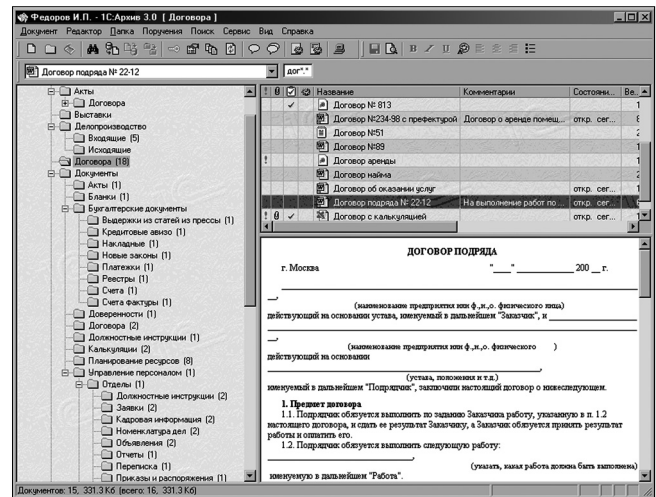 Федоров И.П. - 1С:Архив 3.0 [ Договора ]
Документ Редактор Папка Поручения Поиск Сервис Вид Справка
Договор подряда № 22-12
дог*.*
Акты
Договора
Выставки
Делопроизводство
Входящие (5)
Исходящие
Договора (18)
Документы
Акты (1)
Бланки (1)
Бухгалтерские документы
Выдержки из статей из прессы (1)
Кредитовые авизо (1)
Накладные (1)
Новые законы (1)
Платежки (1)
Реестры (1)
Счета (1)
Счета Фактуры (1)
Доверенности (1)
Договора (2)
Должностные инструкции (1)
Калькуляции (2)
Планирование ресурсов (8)
Управление персоналом (1)
Отделы (1)
Должностные инструкции (2)
Заявки (2)
Кадровая информация (2)
Номенклатура дел (2)
Объявления (2)
Отчеты (1)
Переписка (1)
Приказы и распоряжения (1)
Название Комментарии Состояни... Ве...
Договор № 813 1
Договор №234-98 с префектурой Договор о аренде помещ... откр. сег... 8
Договор №51 2
Договор №89 1
Договор аренды 1
Договор найма 2
Договор об оказании услуг откр. сег... 1
Договор подряда № 22-12 На выполнение работ по ... откр. сег...
Договор с калькуляцией откр. сег... 1
ДОГОВОР ПОДРЯДА
г. Москва "___" ____________ 200 __ г.
(наименование предприятия или ф.,и.,о. физического лица)
действующий на основании устава, именуемый в дальнейшем "Заказчик", и
(наименование предприятия или ф.,и.,о. физического )
действующий на основании
(устава, положения и т.д.)
именуемый в дальнейшем "Подрядчик", заключили настоящий договор о нижеследующем.
1. Предмет договора
1.1. Подрядчик обязуется выполнить по заданию Заказчика работу, указанную в п. 1.2
настоящего договора, и сдать ее результат Заказчику, а Заказчик обязуется принять результат
работы и оплатить его.
1.2. Подрядчик обязуется выполнить следующую работу:
(указать, какая работа должна быть выполнена)
именуемую в дальнейшем "Работа".
Документов: 15, 331.3 Кб (всего: 16, 331.3 Кб)